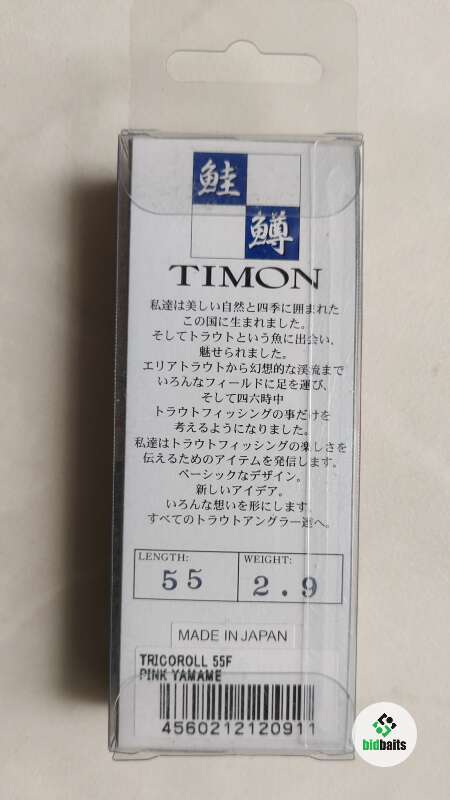 鮭
鱒
TIMON
私達は美しい自然と四季に囲まれた
この国に生まれました。
そしてトラウトという魚に出会い、
魅せられました。
エリアトラウトから幻想的な渓流まで
いろんなフィールドに足を運び、
そして四六時中
トラウトフィッシングの事だけを
考えるようになりました。
私達はトラウトフィッシングの楽しさを
伝えるためのアイテムを発信します。
ベーシックなデザイン。
新しいアイデア。
いろんな想いを形にします。
すべてのトラウトアングラー達へ。
LENGTH: WEIGHT:
55 2.9
MADE IN JAPAN
TRICOROLL 55F
PINK YAMAME
4560212120911
bidbaits